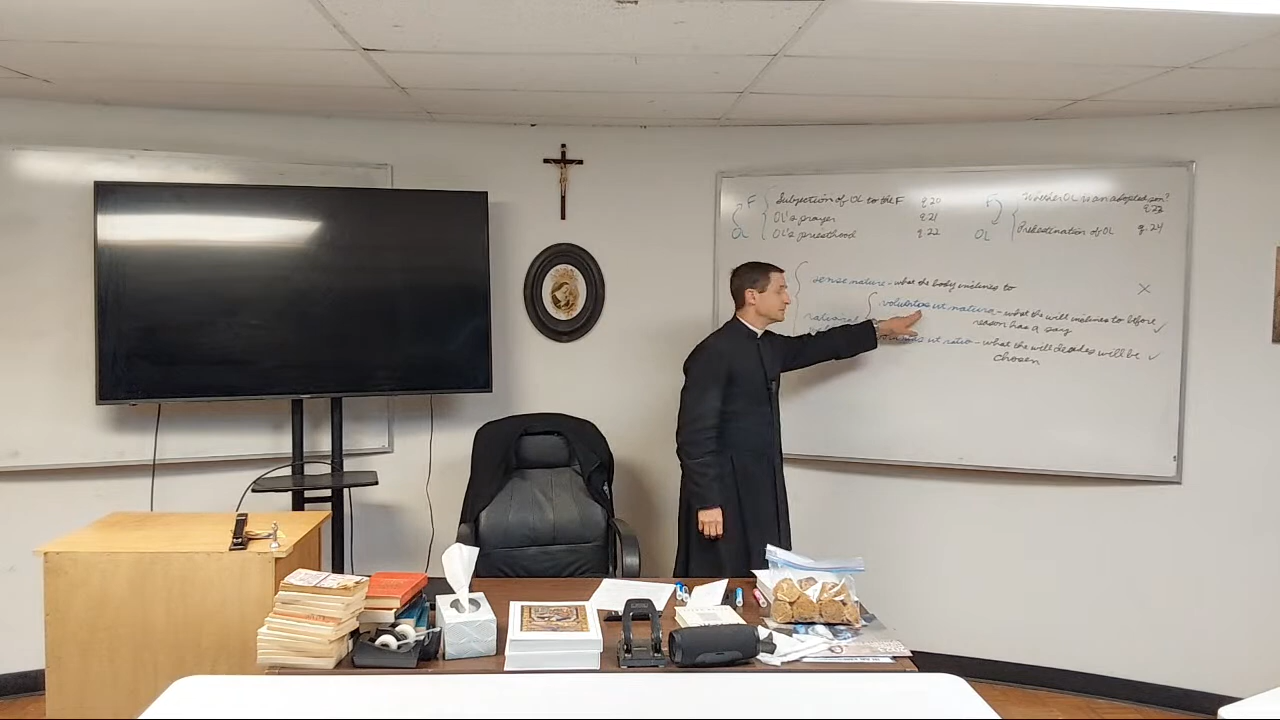 F Subjection of OL to the F q.20
OL's prayer q.21
OL OL's priesthood q.22
F Whether OL is an adopted son?
q.23
OL Predestination of OL q.24
sense nature - what the body inclines to X
rational voluntas ut natura - what the will inclines to before ✓
reason has a say
ut ratio - what the will decides will be ✓
chosen